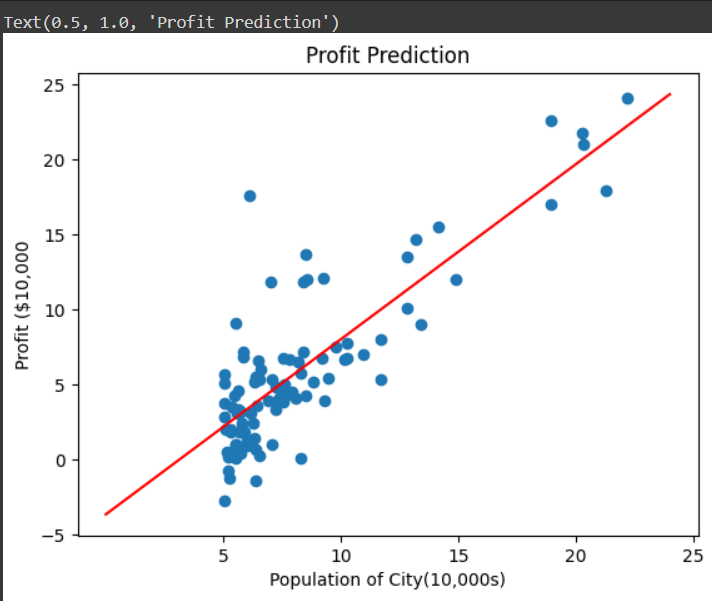 Text(0.5, 1.0, 'Profit Prediction')
Profit Prediction
25
20
15
10
5
0
−5
Profit ($10,000
5 10 15 20 25
Population of City(10,000s)